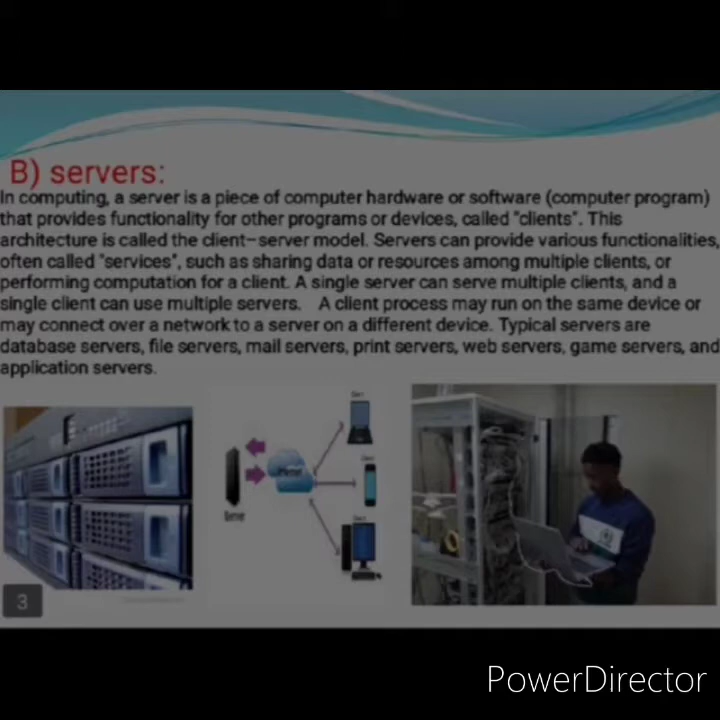 B) servers:
In computing, a server is a piece of computer hardware or software (computer program)
that provides functionality for other programs or devices, called "clients". This
architecture is called the client–server model. Servers can provide various functionalities,
often called "services", such as sharing data or resources among multiple clients, or
performing computation for a client. A single server can serve multiple clients, and a
single client can use multiple servers. A client process may run on the same device or
may connect over a network to a server on a different device. Typical servers are
database servers, file servers, mail servers, print servers, web servers, game servers, and
application servers.
Server
3
PowerDirector